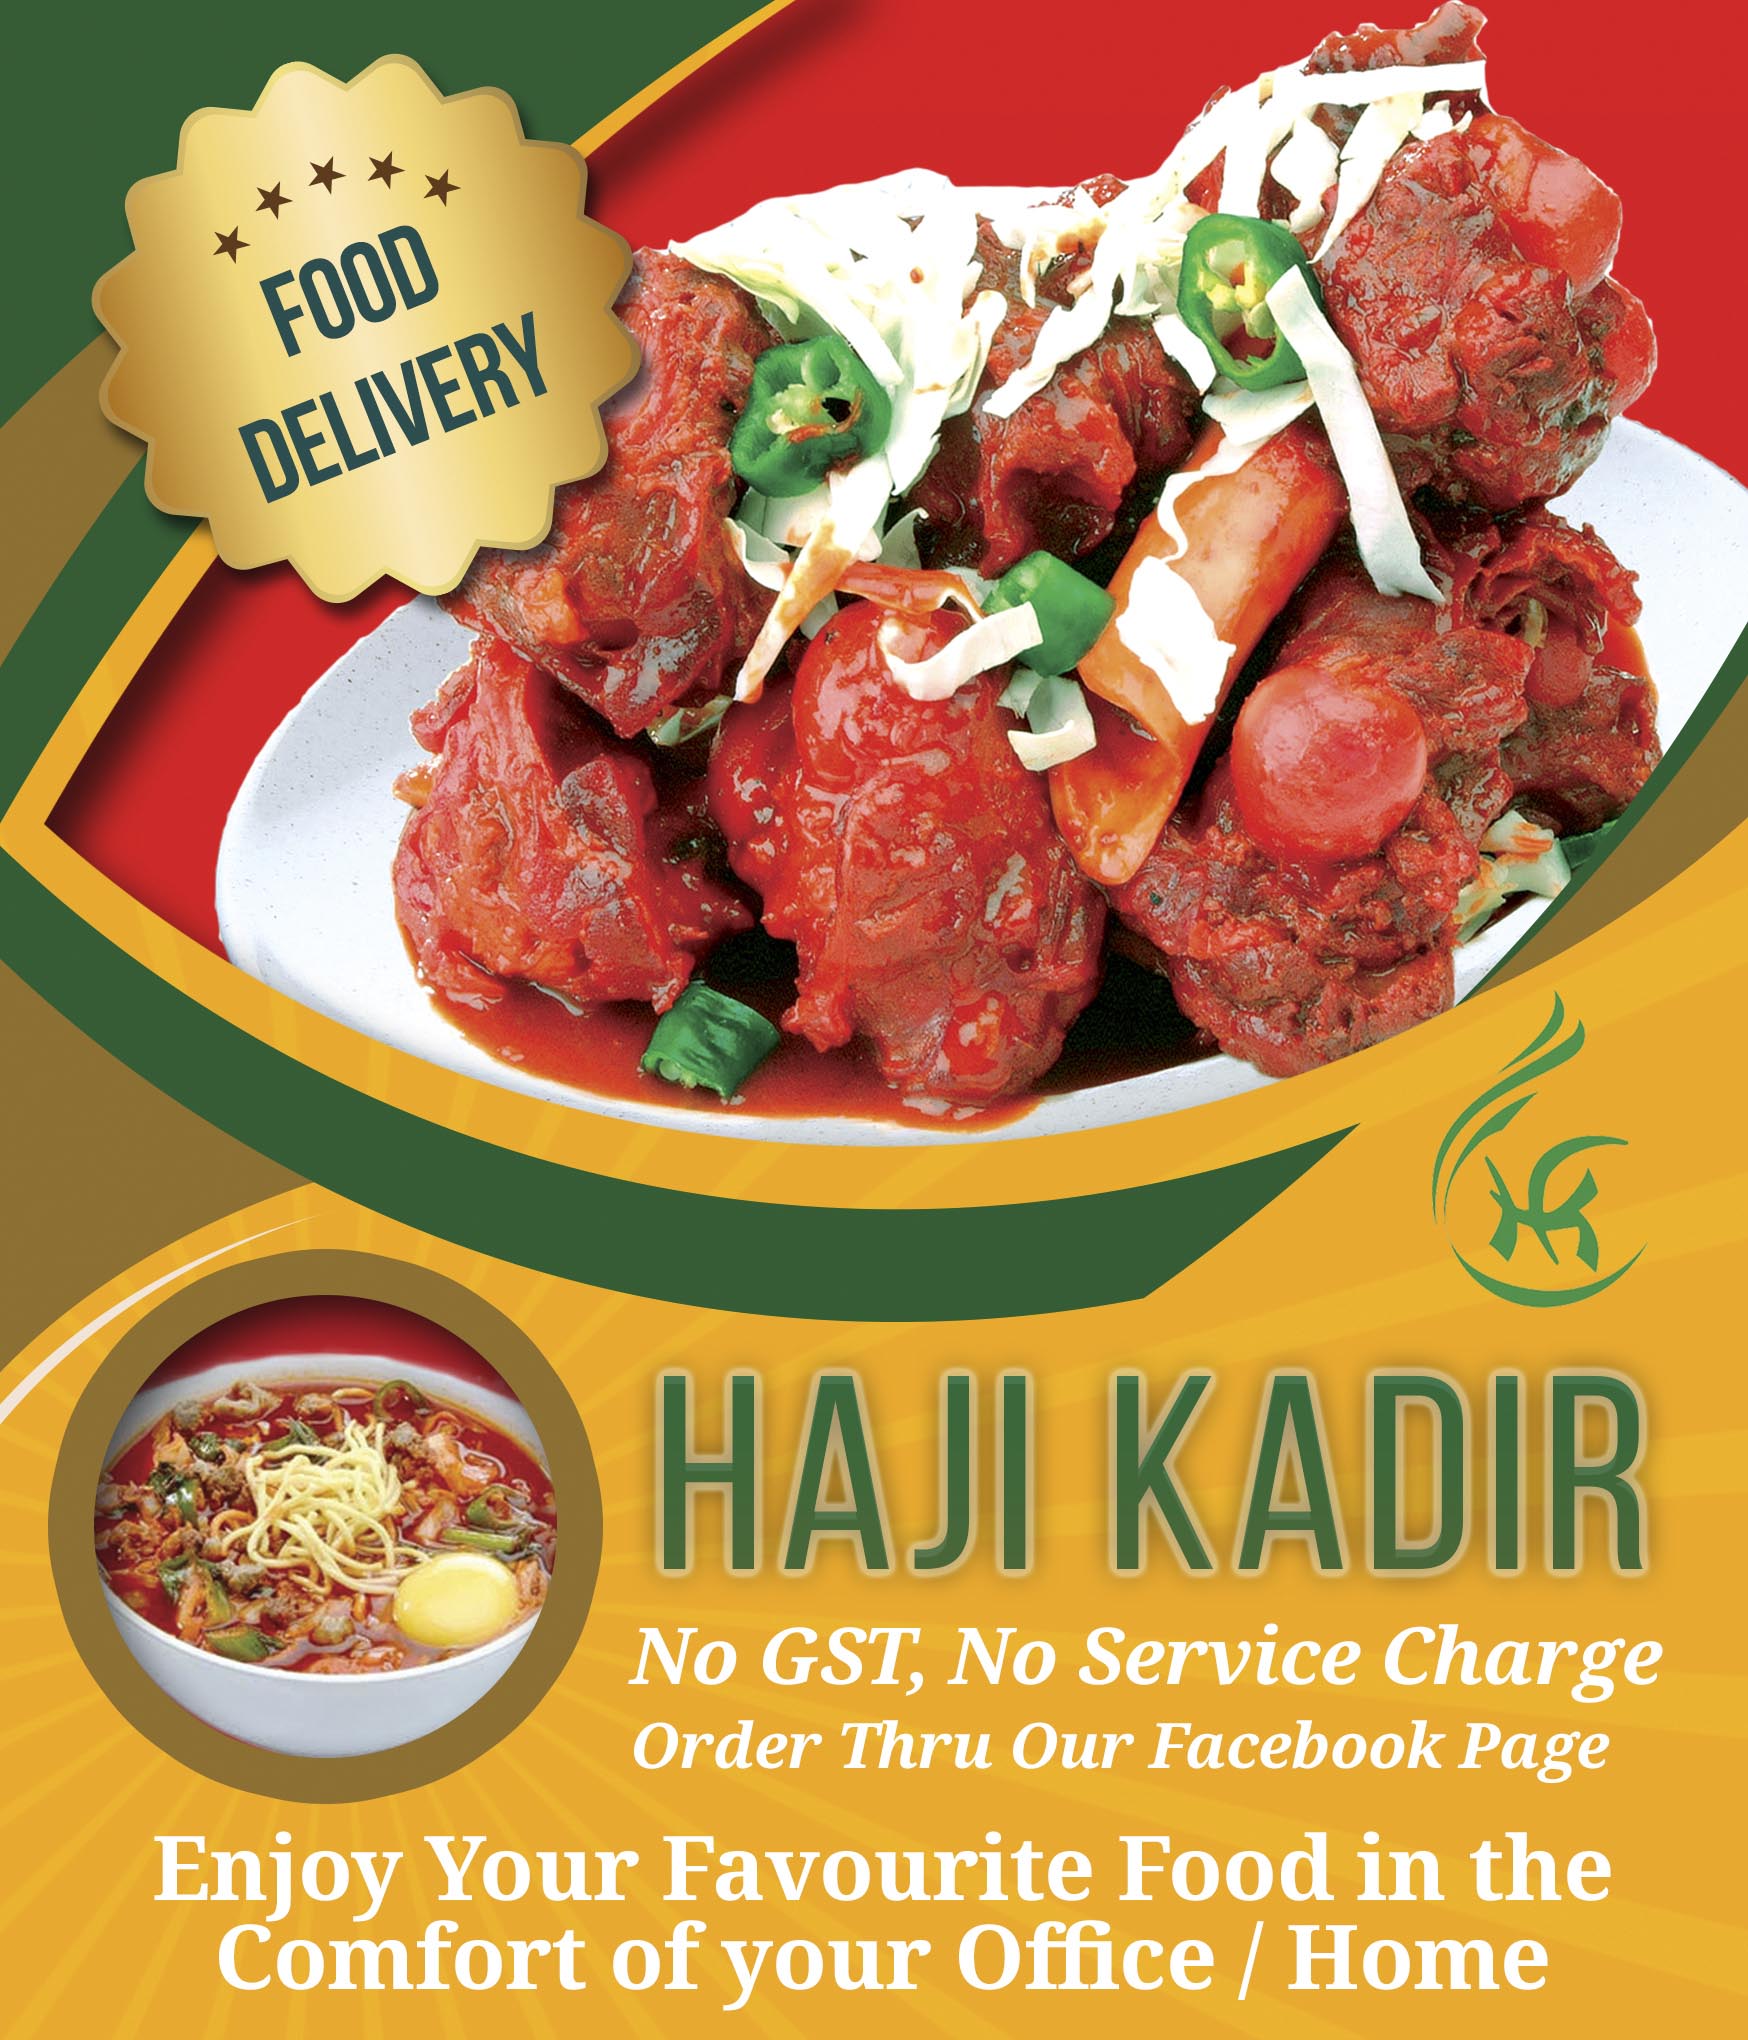 FOOD
DELIVERY
HK
HAJI KADIR
No GST, No Service Charge
Order Thru Our Facebook Page
Enjoy Your Favourite Food in the
Comfort of your Office / Home